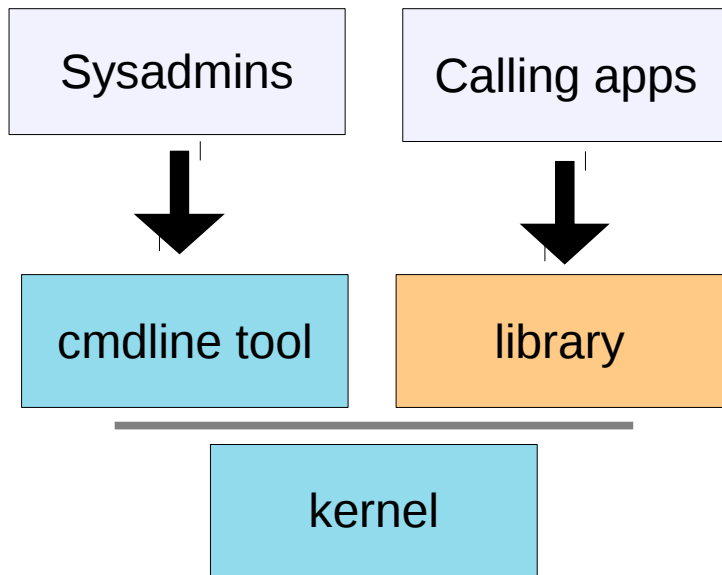 Sysadmins
Calling apps
cmdline tool
library
kernel